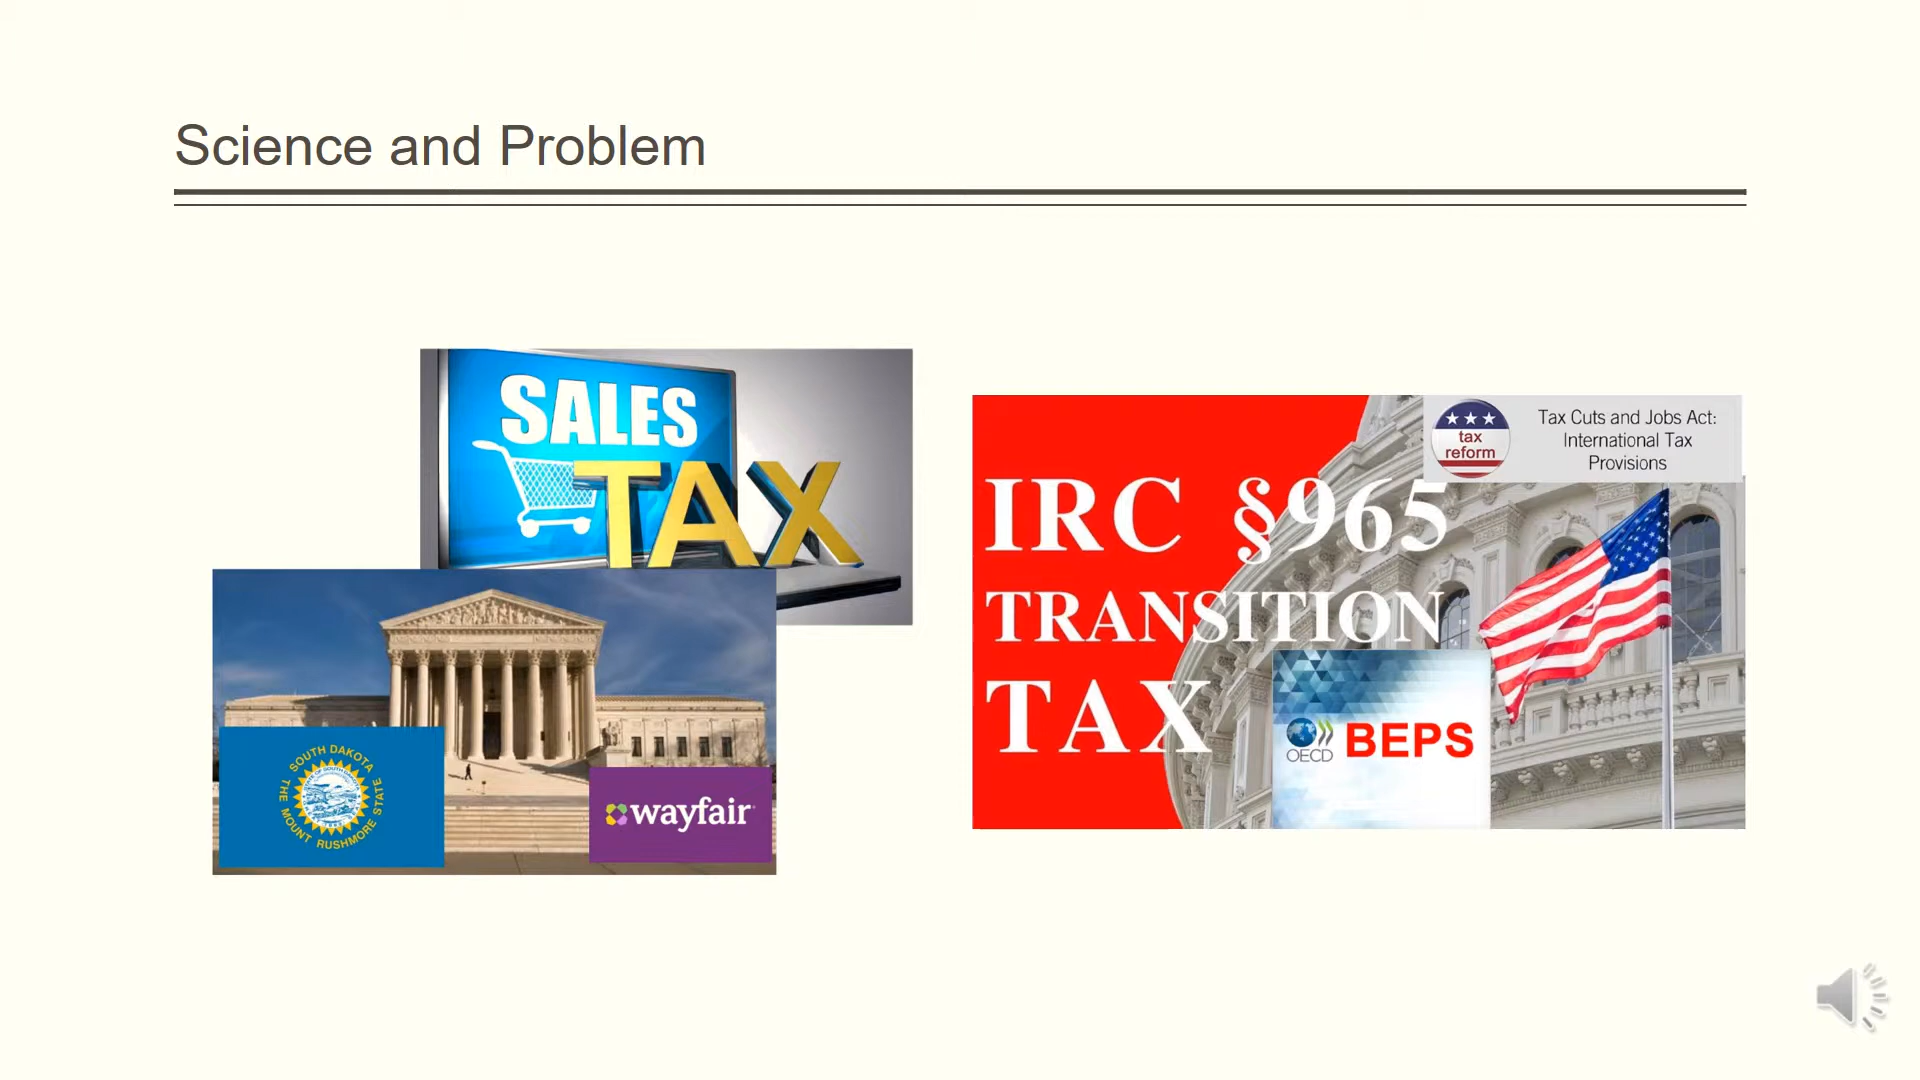 Science and Problem
SALES
TAX
SOUTH DAKOTA
THE MOUNT RUSHMORE STATE
wayfair
IRC §965
TRANSITION
TAX
tax
reform
Tax Cuts and Jobs Act:
International Tax
Provisions
OECD
BEPS